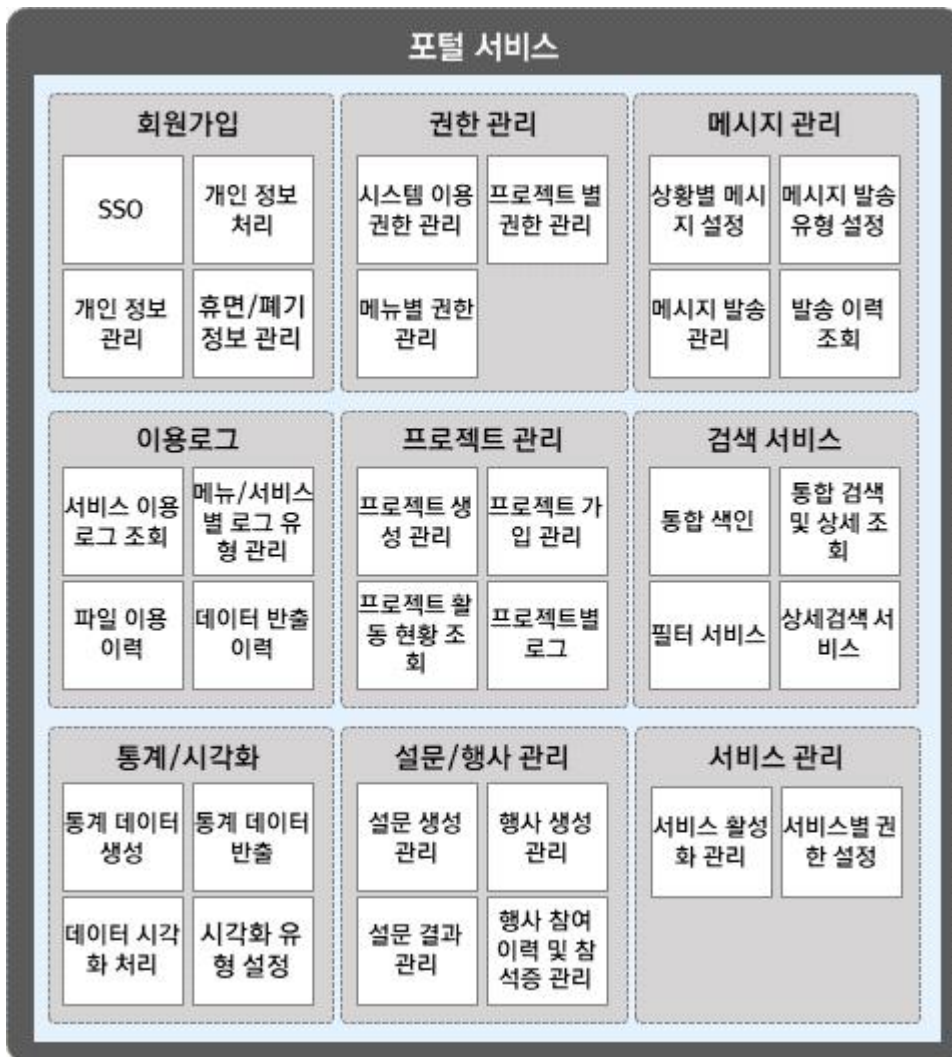 포털 서비스
회원가입
SSO
개인 정보
처리
개인 정보
관리
휴면/폐기
정보 관리
권한 관리
시스템 이용
권한 관리
프로젝트 별
권한 관리
메뉴별 권한
관리
메시지 관리
상황별 메시
지 설정
메시지 발송
유형 설정
메시지 발송
관리
발송 이력
조회
이용로그
서비스 이용
로그 조회
메뉴/서비스
별 로그 유
형 관리
파일 이용
이력
데이터 반출
이력
프로젝트 관리
프로젝트 생
성 관리
프로젝트 가
입 관리
프로젝트 활
동 현황 조
회
프로젝트별
로그
검색 서비스
통합 색인
통합 검색
및 상세 조
회
필터 서비스
상세검색 서
비스
통계/시각화
통계 데이터
생성
통계 데이터
반출
데이터 시각
화 처리
시각화 유
형 설정
설문/행사 관리
설문 생성
관리
행사 생성
관리
설문 결과
관리
행사 참여
이력 및 참
석증 관리
서비스 관리
서비스 활성
화 관리
서비스별 권
한 설정